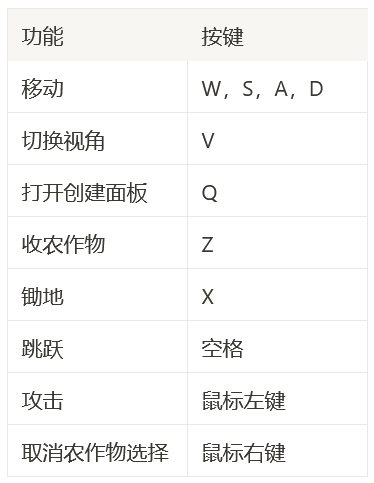 功能 按键
移动 W，S，A，D
切换视角 V
打开创建面板 Q
收农作物 Z
锄地 X
跳跃 空格
攻击 鼠标左键
取消农作物选择 鼠标右键